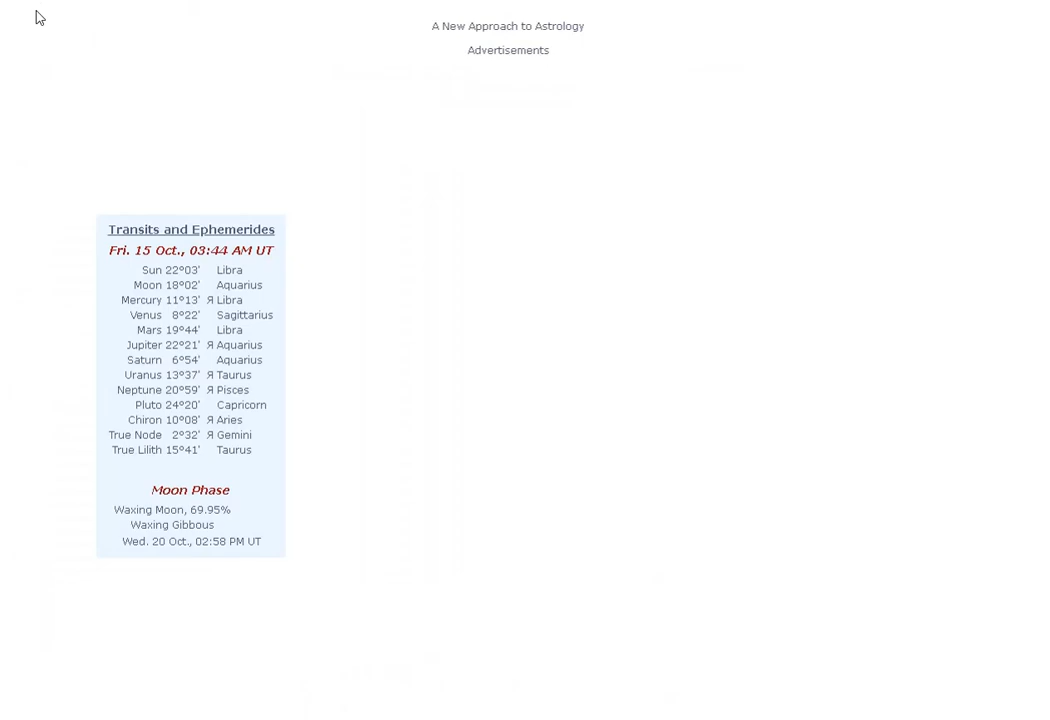 A New Approach to Astrology
Advertisements
Transits and Ephemerides
Fri. 15 Oct., 03:44 AM UT
Sun 22°03' Libra
Moon 18°02' Aquarius
Mercury 11°13' Я Libra
Venus 8°22' Sagittarius
Mars 19°44' Libra
Jupiter 22°21' Я Aquarius
Saturn 6°54' Aquarius
Uranus 13°37' Я Taurus
Neptune 20°59' Я Pisces
Pluto 24°20' Capricorn
Chiron 10°08' Я Aries
True Node 2°32' Я Gemini
True Lilith 15°41' Taurus
Moon Phase
Waxing Moon, 69.95%
Waxing Gibbous
Wed. 20 Oct., 02:58 PM UT